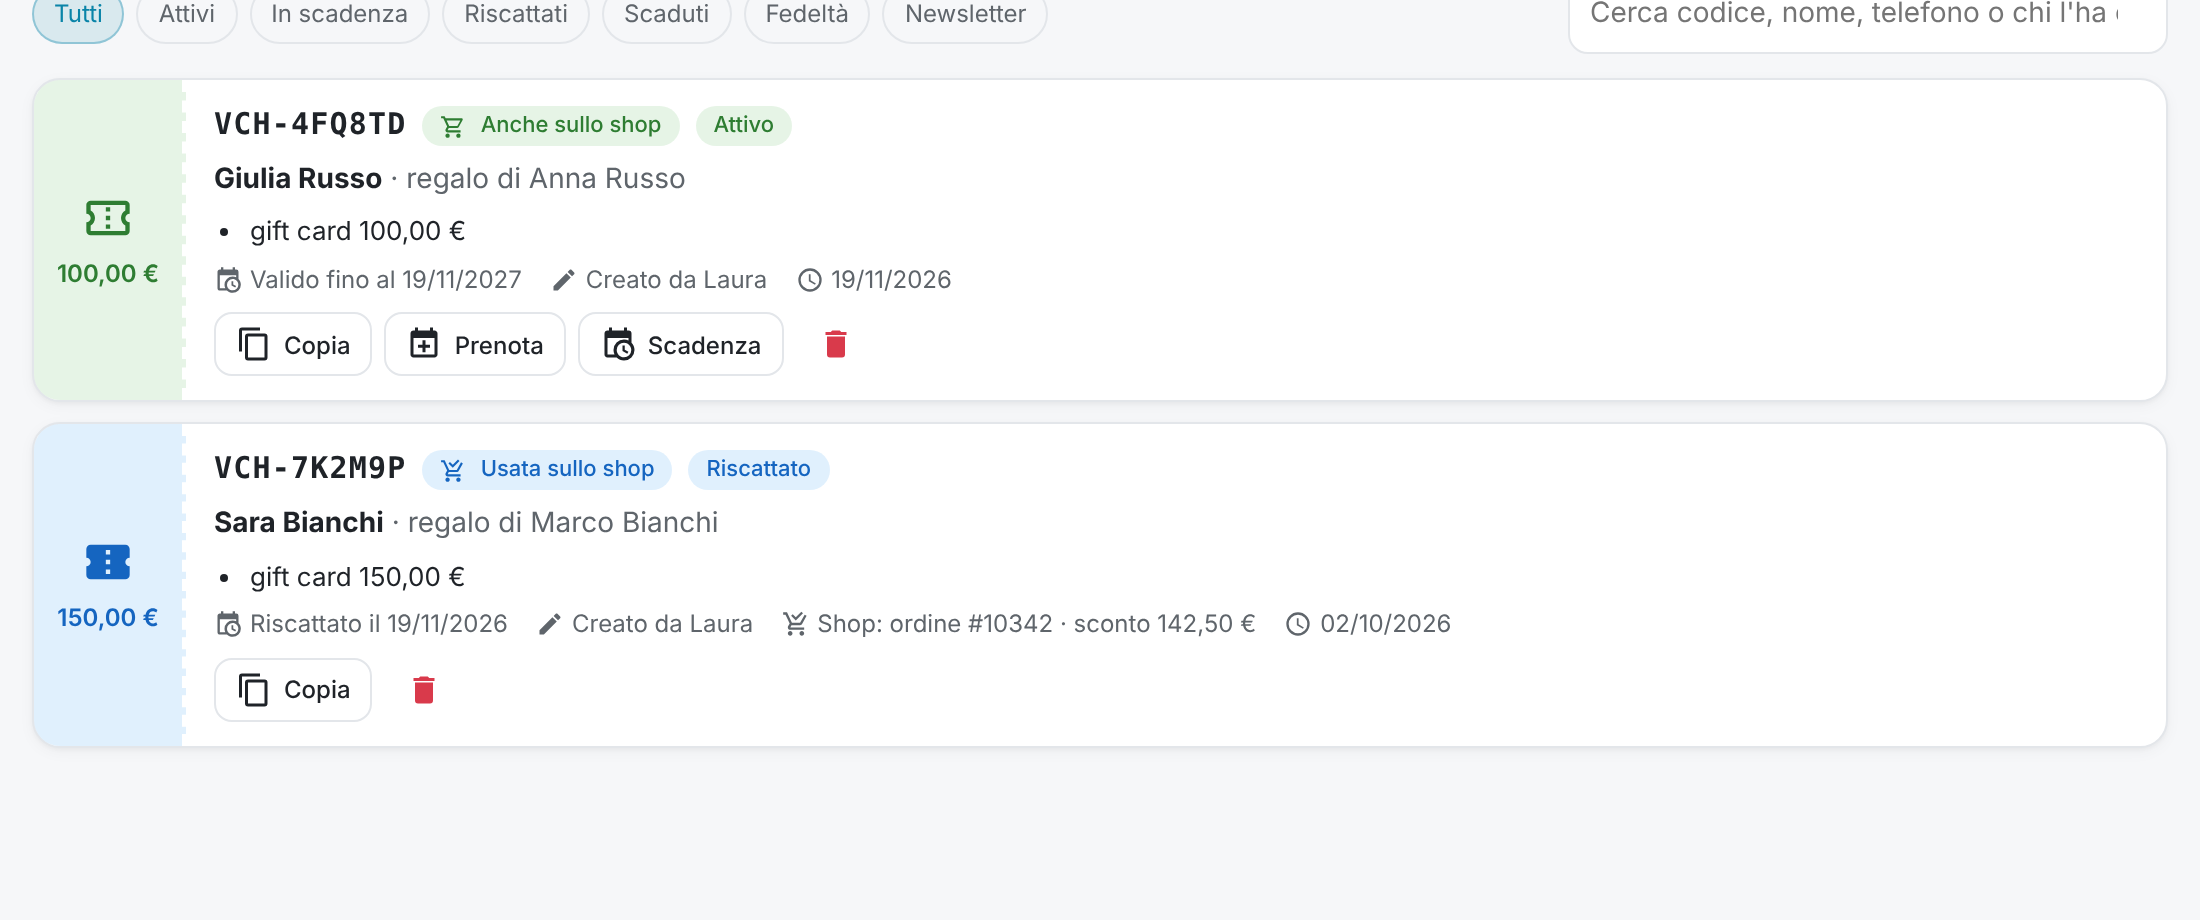 Tutti Attivi In scadenza Riscattati Scaduti Fedeltà Newsletter Cerca codice, nome, telefono o chi l'ha
VCH-4FQ8TD Anche sullo shop Attivo
Giulia Russo · regalo di Anna Russo
• gift card 100,00 €
100,00 €
Valido fino al 19/11/2027 Creato da Laura 19/11/2026
Copia Prenota Scadenza
VCH-7K2M9P Usata sullo shop Riscattato
Sara Bianchi · regalo di Marco Bianchi
• gift card 150,00 €
150,00 €
Riscattato il 19/11/2026 Creato da Laura Shop: ordine #10342 · sconto 142,50 € 02/10/2026
Copia